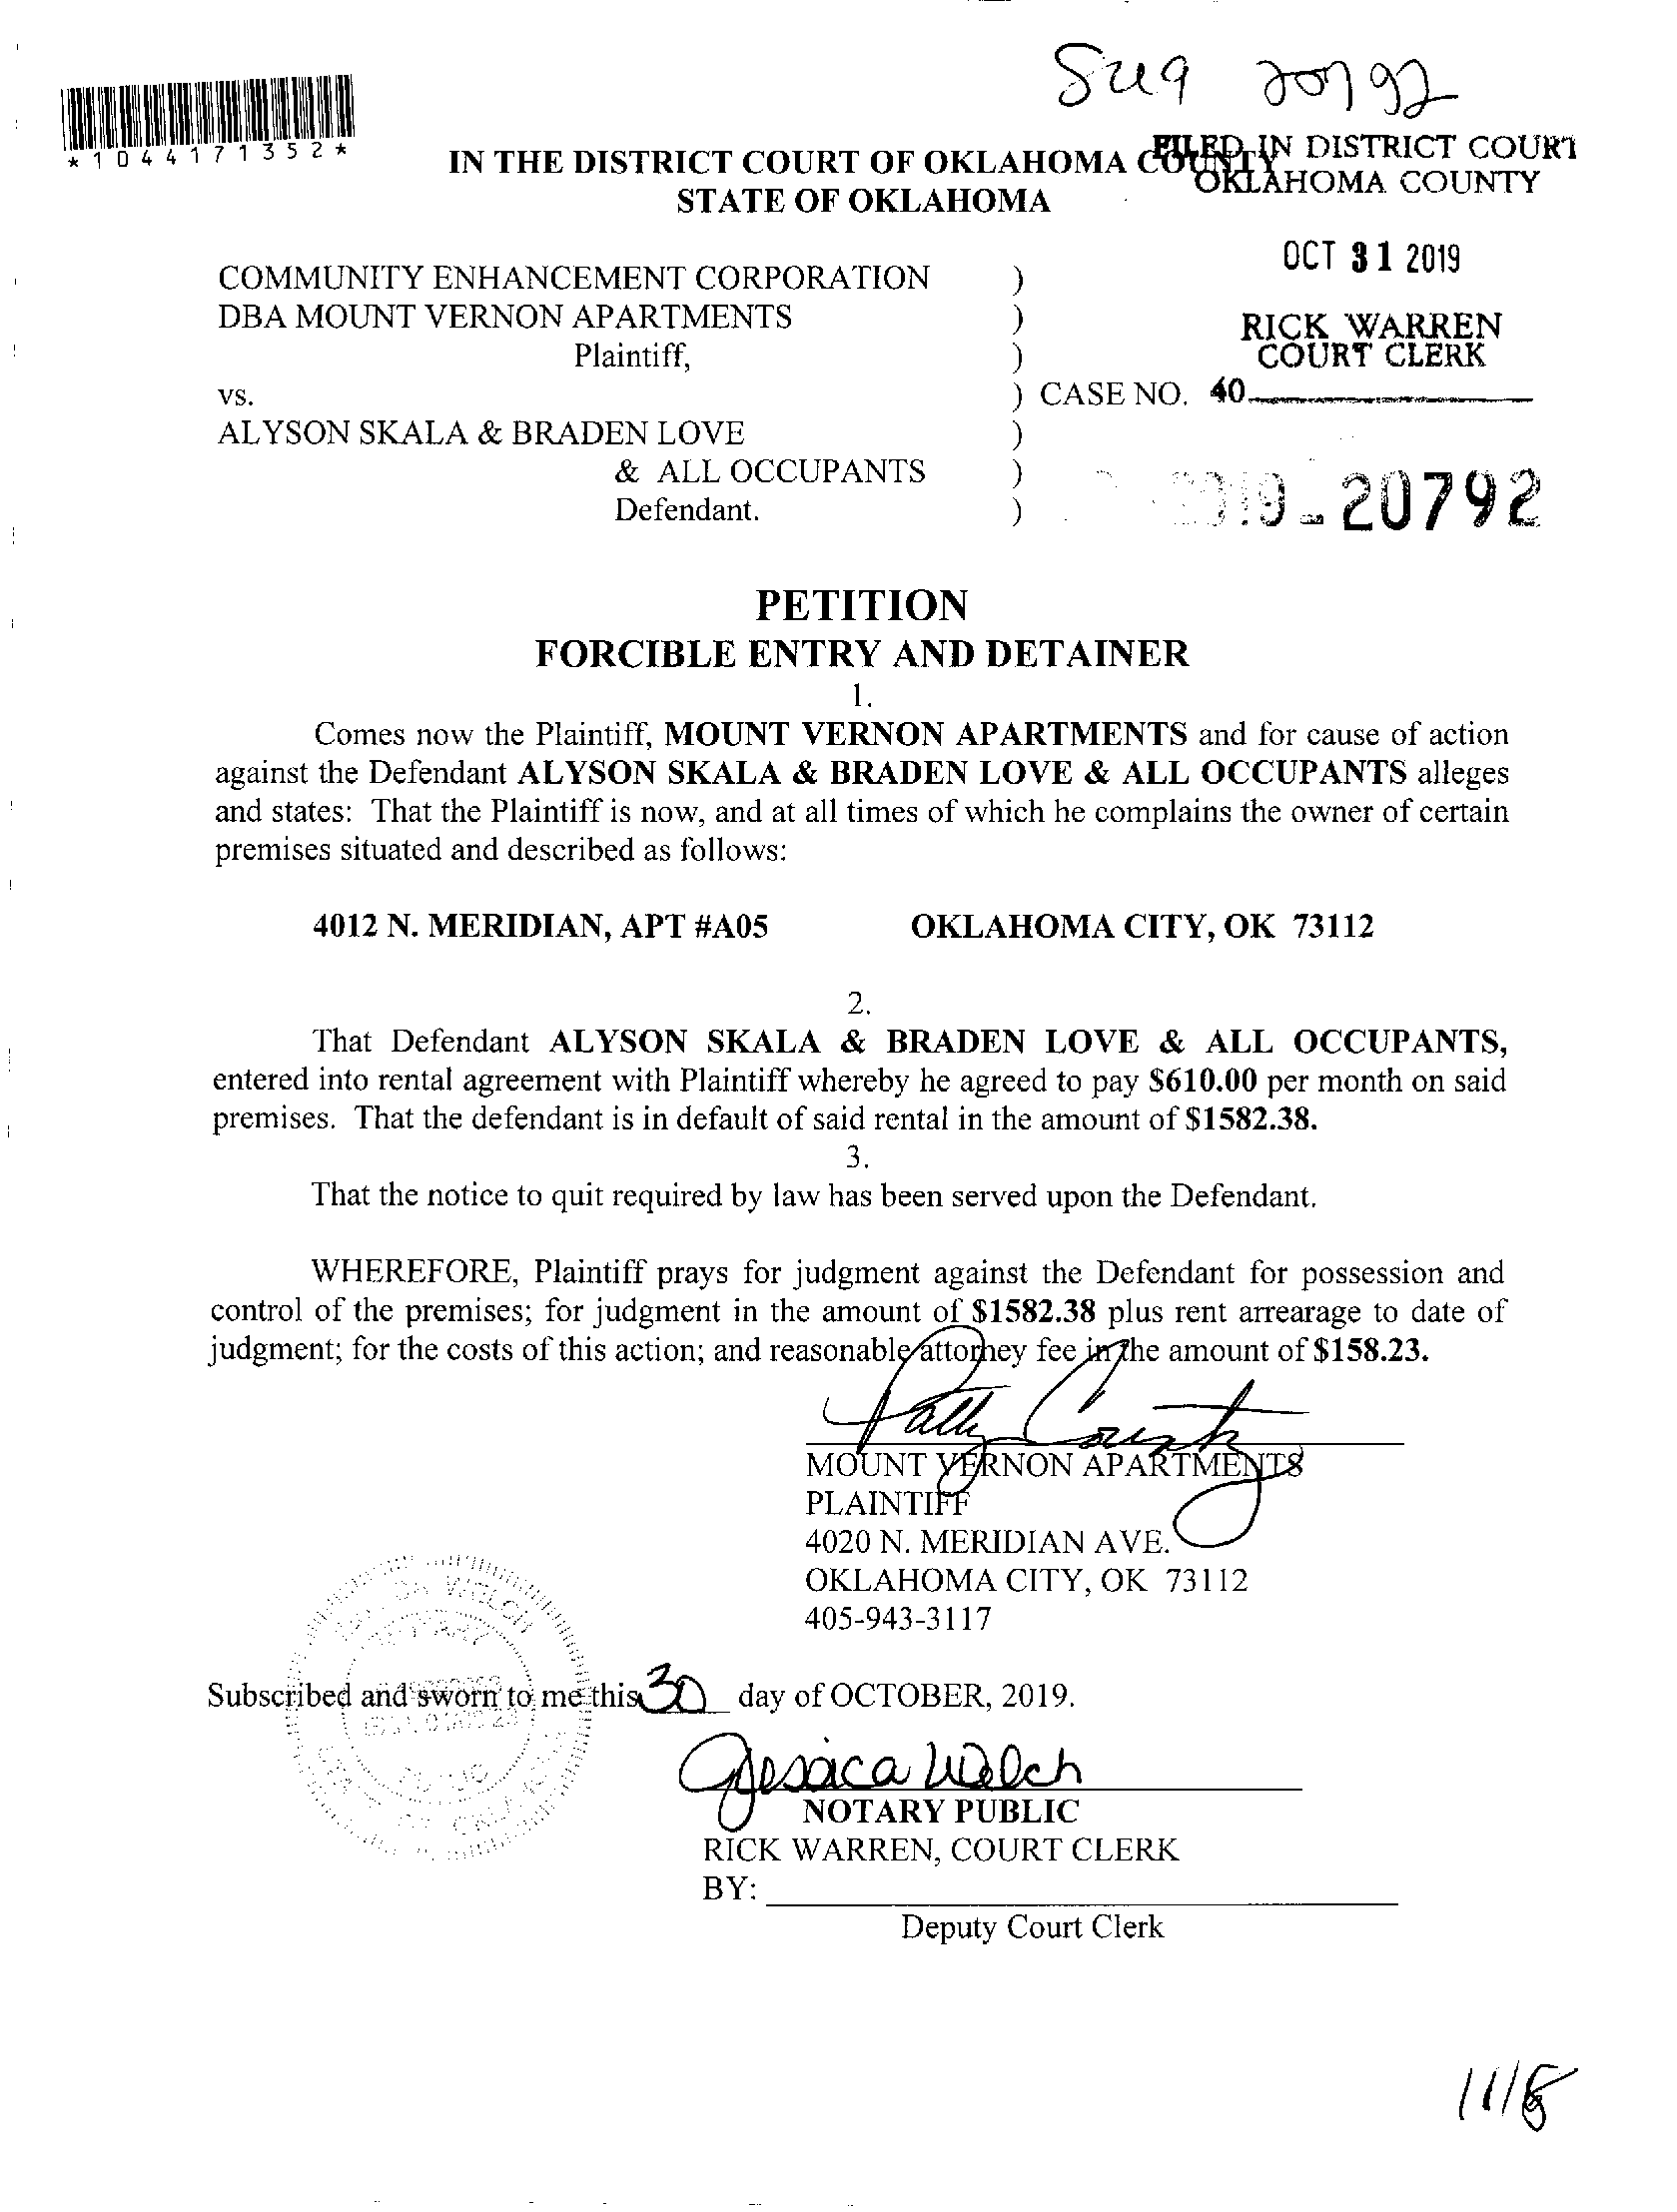 *1044171352*
20792
IN THE DISTRICT COURT OF OKLAHOMA COUNTY
STATE OF OKLAHOMA
FILED IN DISTRICT COURT
OKLAHOMA COUNTY
OCT 31 2019
RICK WARREN
COURT CLERK
COMMUNITY ENHANCEMENT CORPORATION )
DBA MOUNT VERNON APARTMENTS )
Plaintiff, )
vs. ) CASE NO. 40
ALYSON SKALA & BRADEN LOVE )
& ALL OCCUPANTS )
Defendant. )
2019-20792
PETITION
FORCIBLE ENTRY AND DETAINER
1.
Comes now the Plaintiff, MOUNT VERNON APARTMENTS and for cause of action
against the Defendant ALYSON SKALA & BRADEN LOVE & ALL OCCUPANTS alleges
and states: That the Plaintiff is now, and at all times of which he complains the owner of certain
premises situated and described as follows:
4012 N. MERIDIAN, APT #A05 OKLAHOMA CITY, OK 73112
2.
That Defendant ALYSON SKALA & BRADEN LOVE & ALL OCCUPANTS,
entered into rental agreement with Plaintiff whereby he agreed to pay $610.00 per month on said
premises. That the defendant is in default of said rental in the amount of $1582.38.
3.
That the notice to quit required by law has been served upon the Defendant.
WHEREFORE, Plaintiff prays for judgment against the Defendant for possession and
control of the premises; for judgment in the amount of $1582.38 plus rent arrearage to date of
judgment; for the costs of this action; and reasonable attorney fee in the amount of $158.23.
MOUNT VERNON APARTMENTS
PLAINTIFF
4020 N. MERIDIAN AVE.
OKLAHOMA CITY, OK 73112
405-943-3117
WELCH
Subscribed and sworn to me this 30 day of OCTOBER, 2019.
Jessica Welch
NOTARY PUBLIC
RICK WARREN, COURT CLERK
BY:
Deputy Court Clerk
11/8